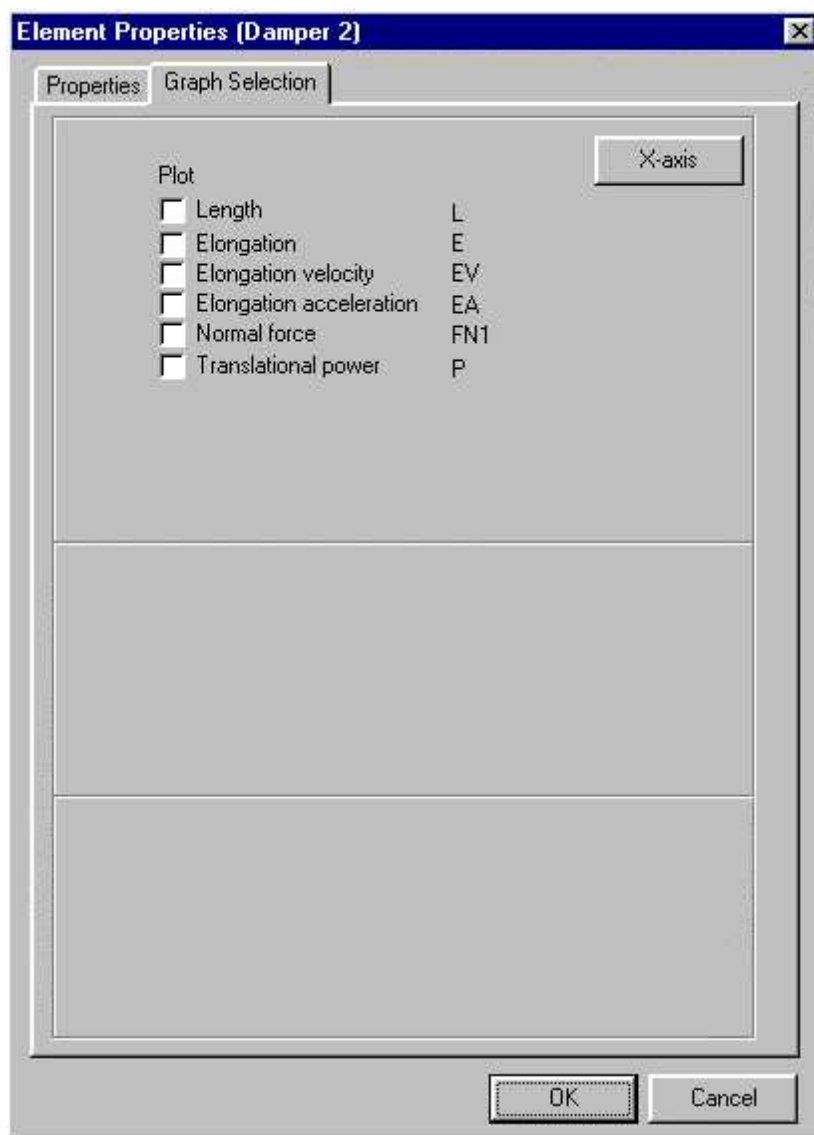 Element Properties (Damper 2)
Properties Graph Selection
X-axis
Plot
Length L
Elongation E
Elongation velocity EV
Elongation acceleration EA
Normal force FN1
Translational power P
OK Cancel